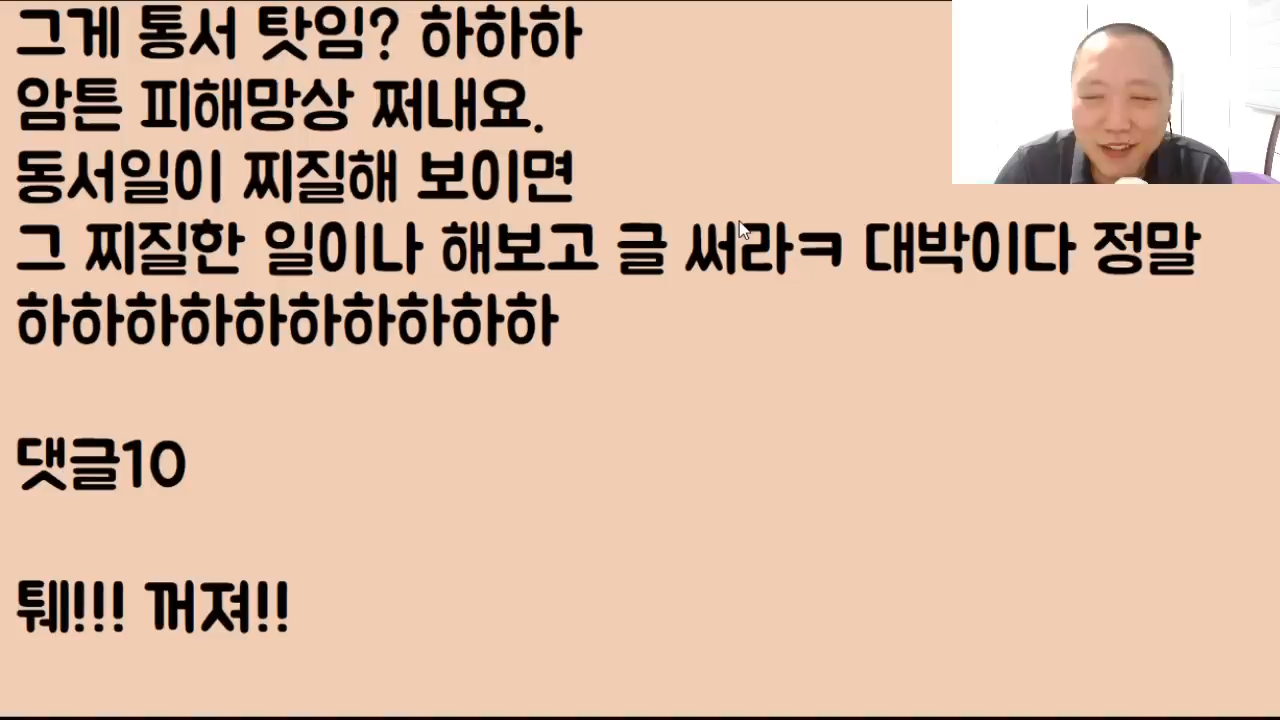 그게 통서 탓임? 하하하
암튼 피해망상 쩌내요.
동서일이 찌질해 보이면
그 찌질한 일이나 해보고 글 써라ㅋ 대박이다 정말
하하하하하하하하하하
댓글10
퉤!!! 꺼져!!